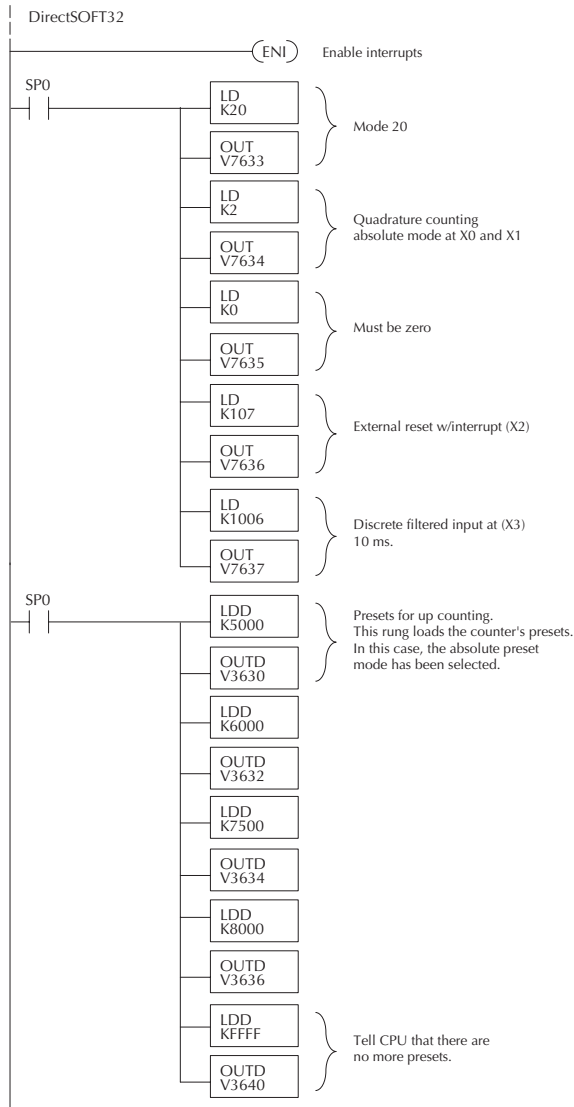 DirectSOFT32
ENI
Enable interrupts
SP0
LD
K20
OUT
V7633
Mode 20
LD
K2
OUT
V7634
Quadrature counting
absolute mode at X0 and X1
LD
K0
OUT
V7635
Must be zero
LD
K107
OUT
V7636
External reset w/interrupt (X2)
LD
K1006
OUT
V7637
Discrete filtered input at (X3)
10 ms.
SP0
LDD
K5000
OUTD
V3630
Presets for up counting.
This rung loads the counter's presets.
In this case, the absolute preset
mode has been selected.
LDD
K6000
OUTD
V3632
LDD
K7500
OUTD
V3634
LDD
K8000
OUTD
V3636
LDD
KFFFF
OUTD
V3640
Tell CPU that there are
no more presets.